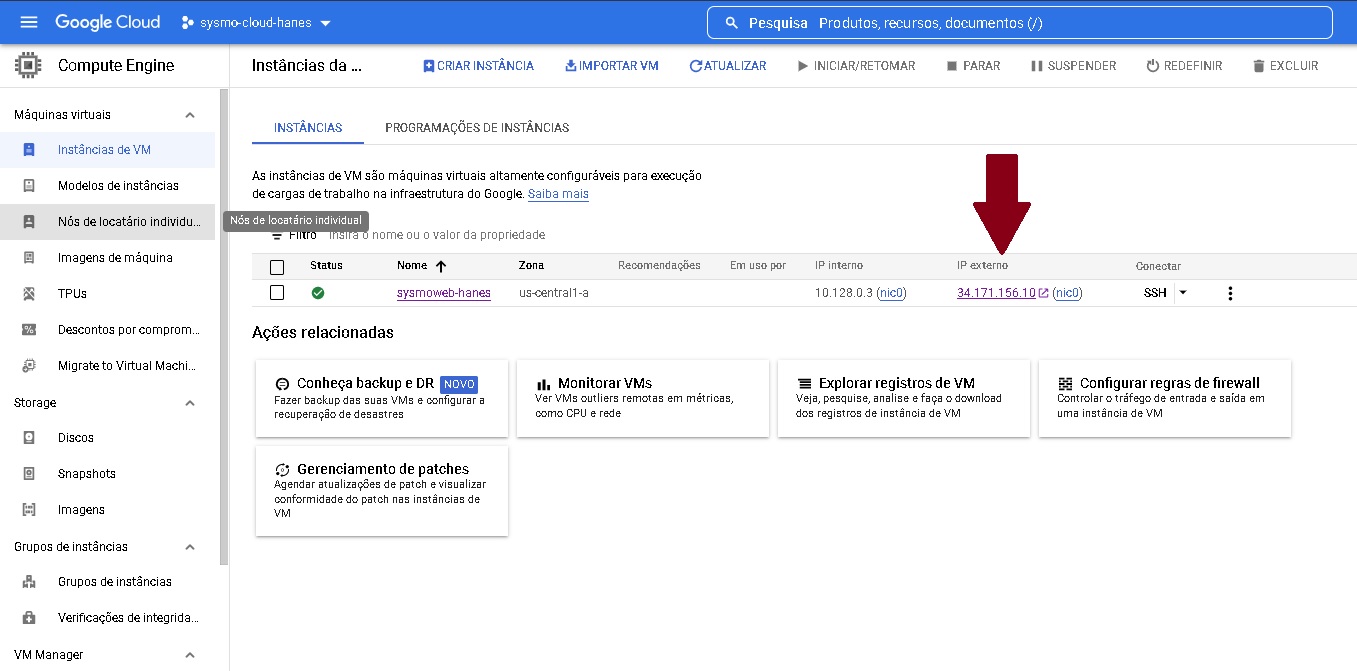 Google Cloud
sysmo-cloud-hanes
Pesquisa Produtos, recursos, documentos (/)
Compute Engine
Instâncias da ...
CRIAR INSTÂNCIA
IMPORTAR VM
ATUALIZAR
INICIAR/RETOMAR
PARAR
SUSPENDER
REDEFINIR
EXCLUIR
Máquinas virtuais
Instâncias de VM
Modelos de instâncias
Nós de locatário individu...
Nós de locatário individual
Imagens de máquina
TPUs
Descontos por comprom...
Migrate to Virtual Machi...
Storage
Discos
Snapshots
Imagens
Grupos de instâncias
Grupos de instâncias
Verificações de integrida...
VM Manager
INSTÂNCIAS
PROGRAMAÇÕES DE INSTÂNCIAS
As instâncias de VM são máquinas virtuais altamente configuráveis para execução
de cargas de trabalho na infraestrutura do Google. Saiba mais
Filtro Insira o nome ou o valor da propriedade
Status Nome Zona Recomendações Em uso por IP interno IP externo Conectar
sysmoweb-hanes us-central1-a 10.128.0.3 (nic0) 34.171.156.10 (nic0) SSH
Ações relacionadas
Conheça backup e DR NOVO
Fazer backup das suas VMs e configurar a
recuperação de desastres
Monitorar VMs
Ver VMs outliers remotas em métricas,
como CPU e rede
Explorar registros de VM
Veja, pesquise, analise e faça o download
dos registros de instância de VM
Configurar regras de firewall
Controlar o tráfego de entrada e saída em
uma instância de VM
Gerenciamento de patches
Agendar atualizações de patch e visualizar
conformidade do patch nas instâncias de
VM